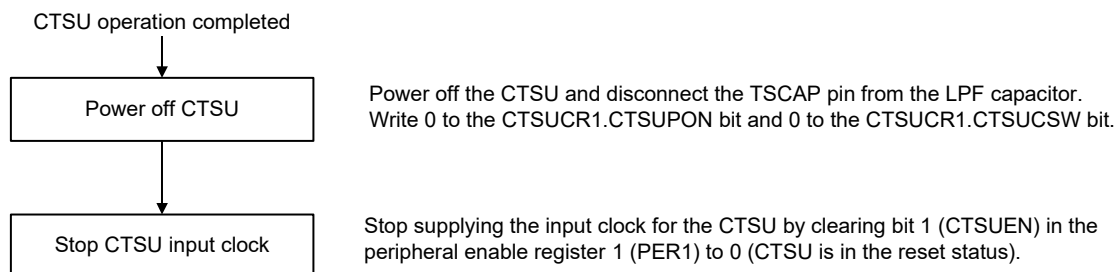 CTSU operation completed
Power off CTSU
Power off the CTSU and disconnect the TSCAP pin from the LPF capacitor.
Write 0 to the CTSUCR1.CTSUPON bit and 0 to the CTSUCR1.CTSUCSW bit.
Stop CTSU input clock
Stop supplying the input clock for the CTSU by clearing bit 1 (CTSUEN) in the
peripheral enable register 1 (PER1) to 0 (CTSU is in the reset status).